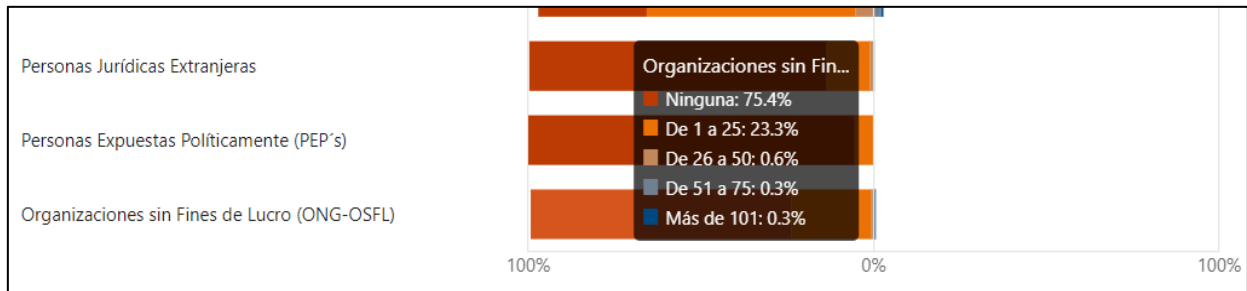 Personas Jurídicas Extranjeras
Organizaciones sin Fin...
Ninguna: 75.4%
De 1 a 25: 23.3%
Personas Expuestas Políticamente (PEP´s)
De 26 a 50: 0.6%
De 51 a 75: 0.3%
Organizaciones sin Fines de Lucro (ONG-OSFL)
Más de 101: 0.3%
100%
0%
100%